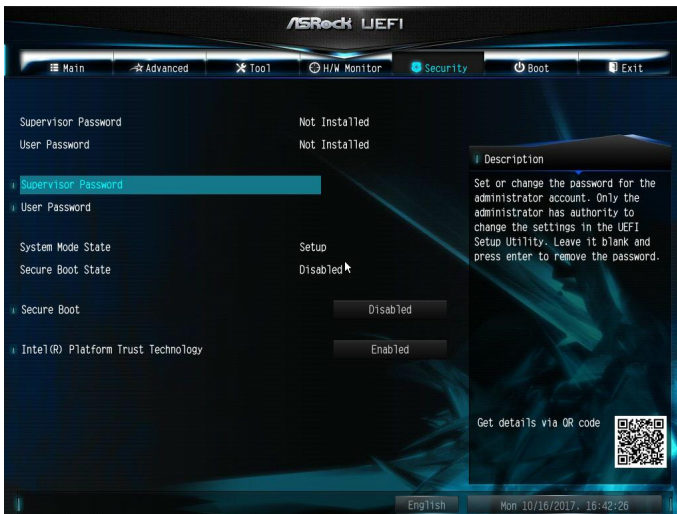 ASRock UEFI
Main Advanced Tool H/W Monitor Security Boot Exit
Supervisor Password Not Installed
User Password Not Installed
Supervisor Password
User Password
System Mode State Setup
Secure Boot State Disabled
Secure Boot Disabled
Intel(R) Platform Trust Technology Enabled
Description
Set or change the password for the
administrator account. Only the
administrator has authority to
change the settings in the UEFI
Setup Utility. Leave it blank and
press enter to remove the password.
Get details via QR code
English Mon 10/16/2017. 16:42:26